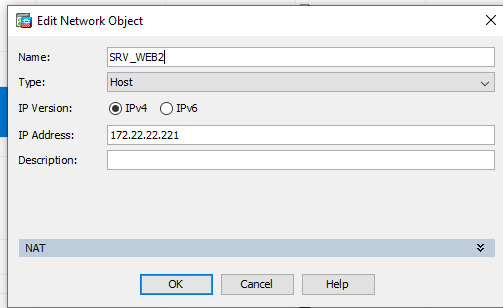 Edit Network Object
Name: SRV_WEB2
Type: Host
IP Version: IPv4 IPv6
IP Address: 172.22.22.221
Description:
NAT
OK Cancel Help